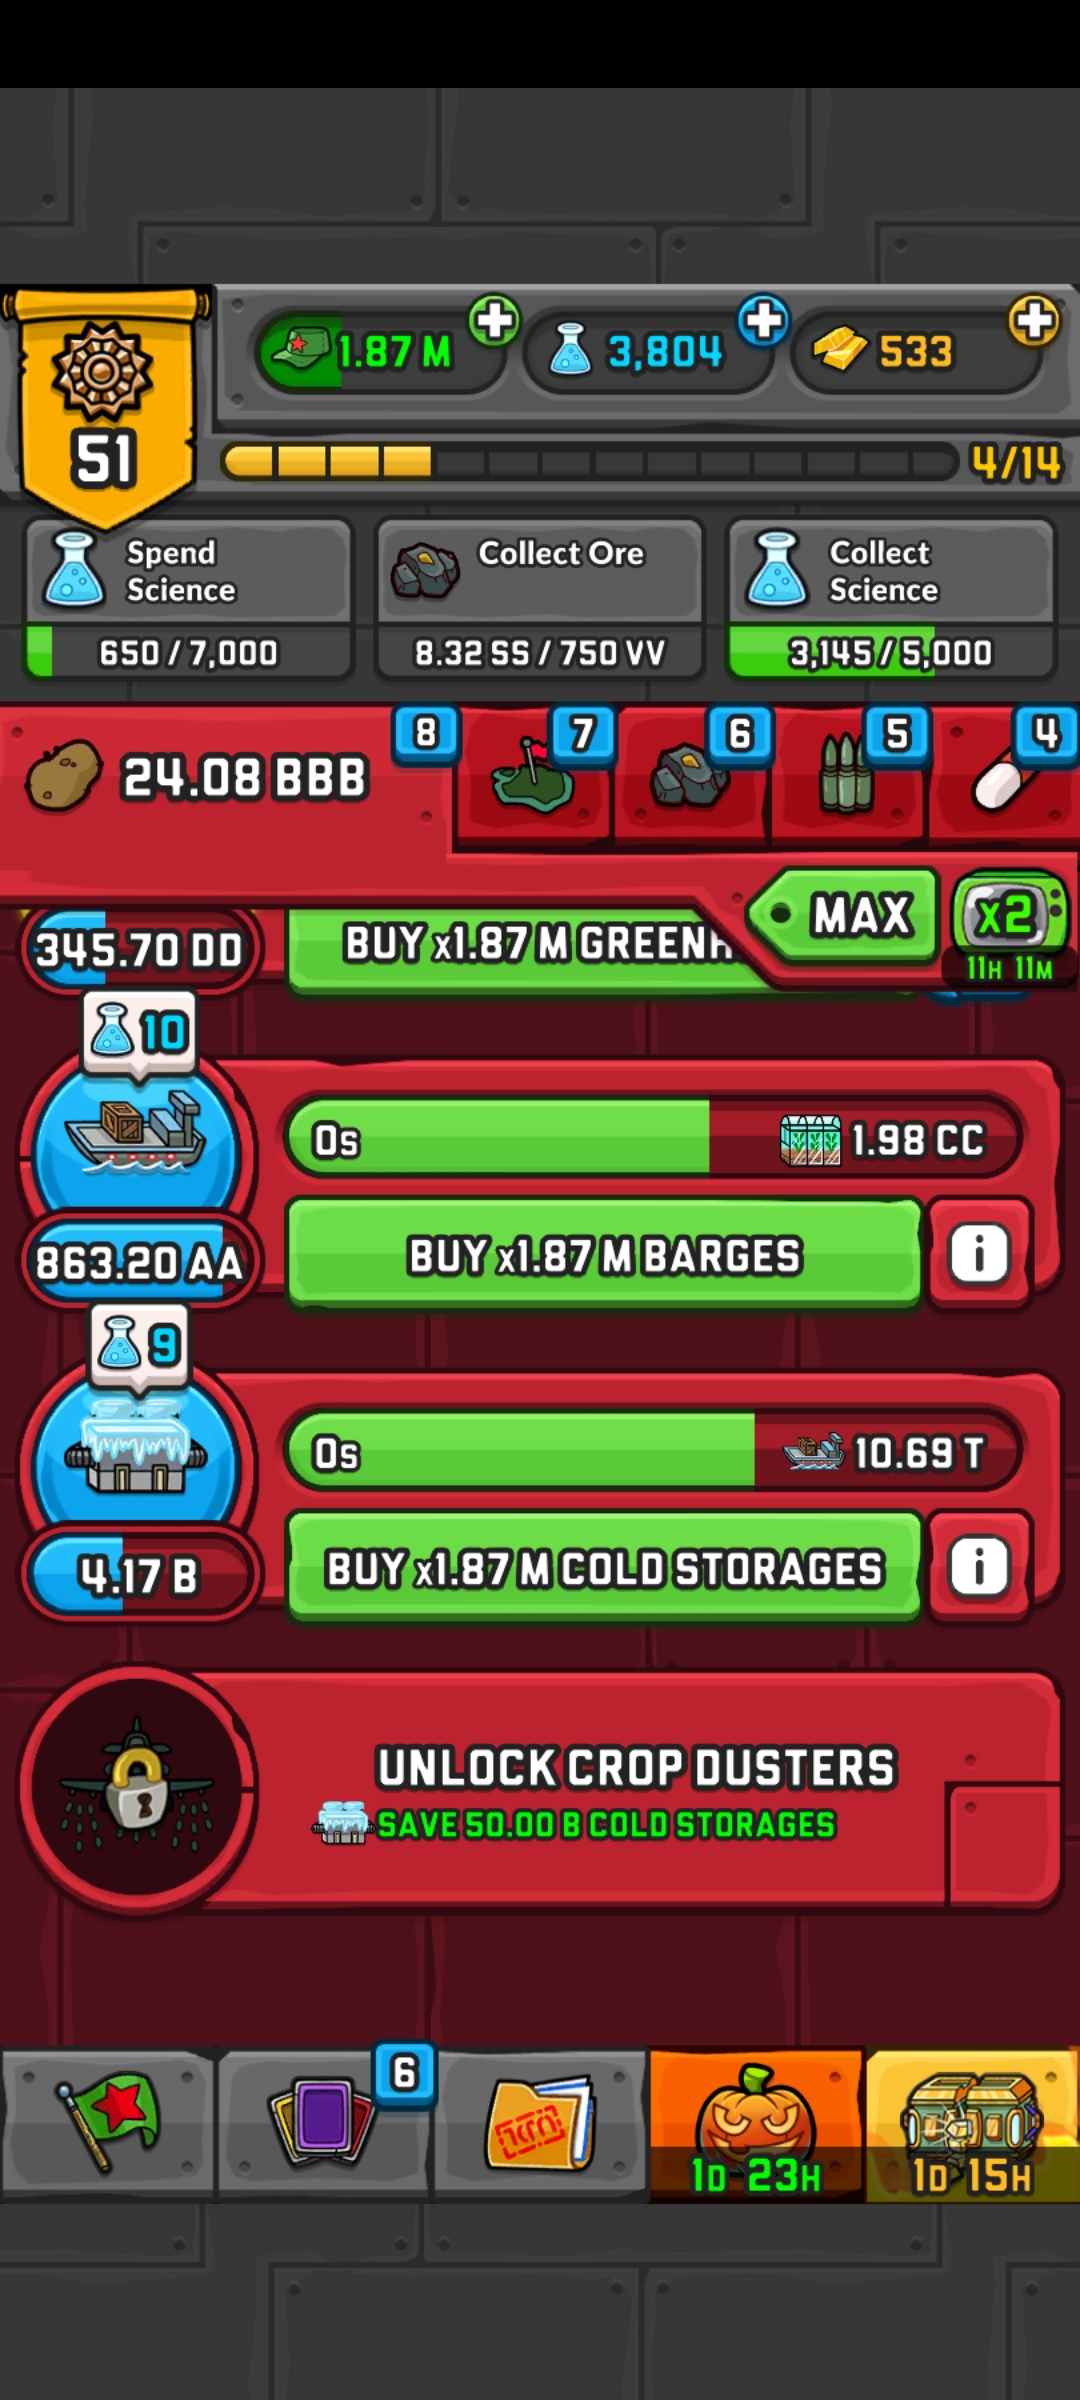 1.87 M
3,804
533
51
4/14
Spend
Science
650 / 7,000
Collect Ore
8.32 SS / 750 VV
Collect
Science
3,145 / 5,000
24.08 BBB
8
7
6
5
4
MAX
x2
11H 11M
345.70 DD
BUY x1.87 M
10
0s
1.98 CC
863.20 AA
BUY x1.87 M BARGES
i
9
0s
10.69 T
4.17 B
BUY x1.87 M COLD STORAGES
i
UNLOCK CROP DUSTERS
SAVE 50.00 B COLD STORAGES
6
1D 23H
1D 15H